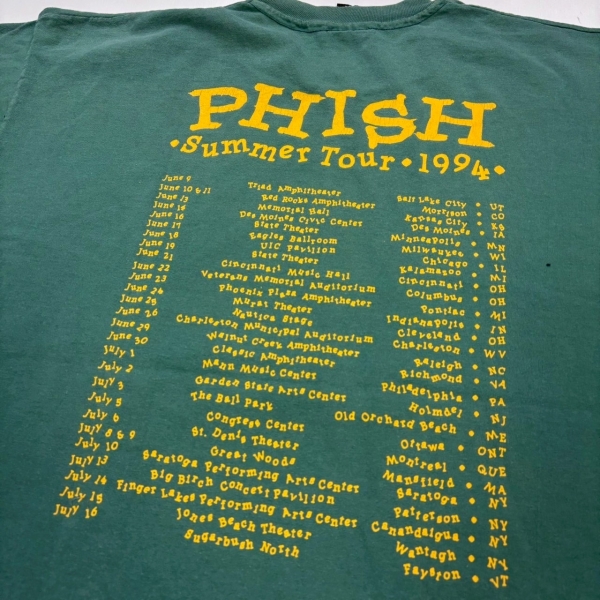 PHISH
•Summer Tour • 1994•
June 9 Triad Amphitheater Salt Lake City • UT
June 10 & 11 Red Rocks Amphitheater Morrison • CO
June 13 Memorial Hall Kansas City • KS
June 14 Des Moines Civic Center Des Moines • IA
June 16 State Theater Minneapolis • MN
June 17 Eagles Ballroom Milwaukee • WI
June 18 UIC Pavilion Chicago • IL
June 19 State Theater Kalamazoo • MI
June 21 Cincinnati Music Hall Cincinnati • OH
June 22 Veterans Memorial Auditorium Columbus • OH
June 23 Phoenix Plaza Amphitheater Pontiac • MI
June 24 Murat Theater Indianapolis • IN
June 25 Nautica Stage Cleveland • OH
June 26 Charleston Municipal Auditorium Charleston • WV
June 29 Walnut Creek Amphitheater Raleigh • NC
June 30 Classic Amphitheater Richmond • VA
July 1 Mann Music Center Philadelphia • PA
July 2 Garden State Arts Center Holmdel • NJ
July 3 The Ball Park Old Orchard Beach • ME
July 5 Congress Center Ottawa • ONT
July 6 St. Denis Theater Montreal • QUE
July 8 & 9 Great Woods Mansfield • MA
July 10 Saratoga Performing Arts Center Saratoga • NY
July 13 Big Birch Concert Pavilion Patterson • NY
July 14 Finger Lakes Performing Arts Center Canandaigua • NY
July 15 Jones Beach Theater Wantagh • NY
July 16 Sugarbush North Fayston • VT